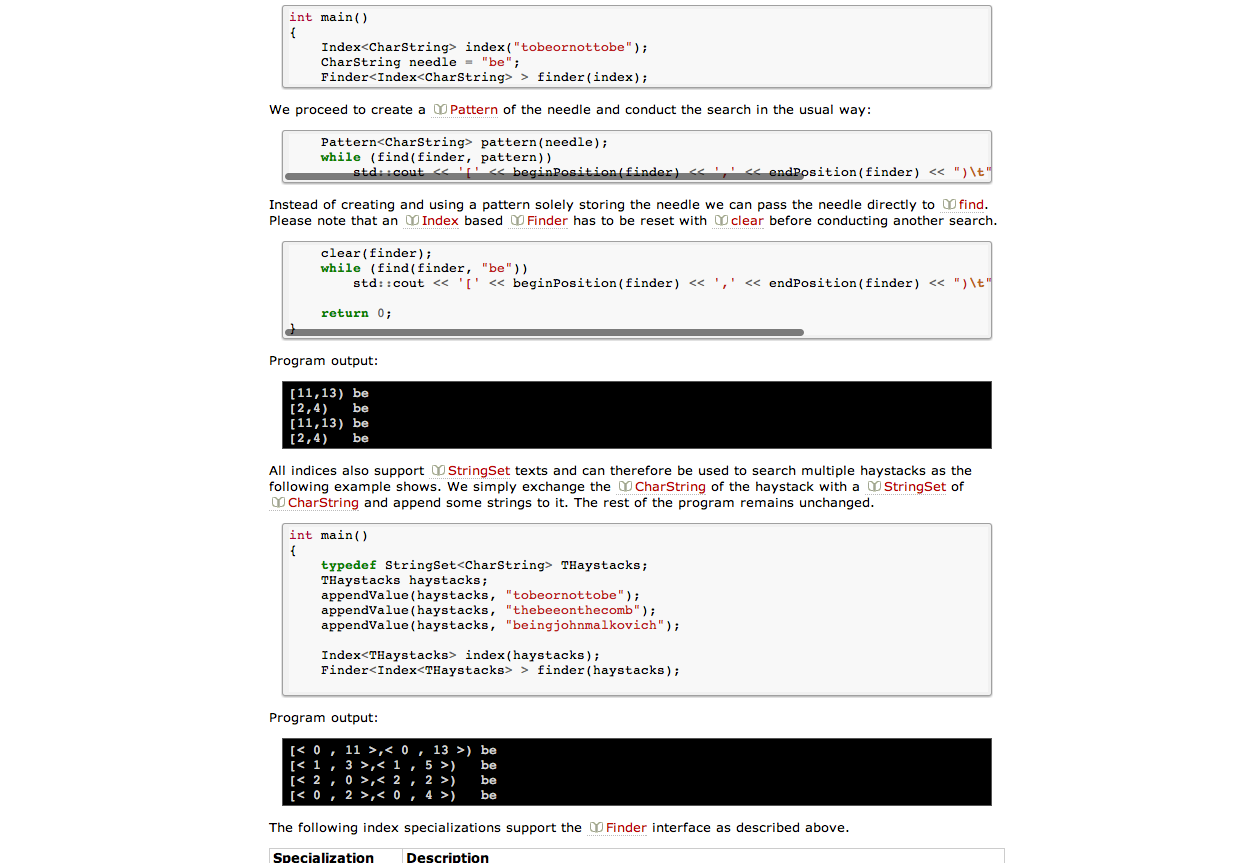 int main()
{
    Index<CharString> index("tobeornottobe");
    CharString needle = "be";
    Finder<Index<CharString> > finder(index);
We proceed to create a Pattern of the needle and conduct the search in the usual way:
    Pattern<CharString> pattern(needle);
    while (find(finder, pattern))
        std::cout << '[' << beginPosition(finder) << ',' << endPosition(finder) << ")\t"
Instead of creating and using a pattern solely storing the needle we can pass the needle directly to find.
Please note that an Index based Finder has to be reset with clear before conducting another search.
    clear(finder);
    while (find(finder, "be"))
        std::cout << '[' << beginPosition(finder) << ',' << endPosition(finder) << ")\t"
    return 0;
}
Program output:
[11,13) be
[2,4)   be
[11,13) be
[2,4)   be
All indices also support StringSet texts and can therefore be used to search multiple haystacks as the
following example shows. We simply exchange the CharString of the haystack with a StringSet of
CharString and append some strings to it. The rest of the program remains unchanged.
int main()
{
    typedef StringSet<CharString> THaystacks;
    THaystacks haystacks;
    appendValue(haystacks, "tobeornottobe");
    appendValue(haystacks, "thebeeonthecomb");
    appendValue(haystacks, "beingjohnmalkovich");
    Index<THaystacks> index(haystacks);
    Finder<Index<THaystacks> > finder(haystacks);
Program output:
[< 0 , 11 >,< 0 , 13 >) be
[< 1 , 3 >,< 1 , 5 >)   be
[< 2 , 0 >,< 2 , 2 >)   be
[< 0 , 2 >,< 0 , 4 >)   be
The following index specializations support the Finder interface as described above.
Specialization Description